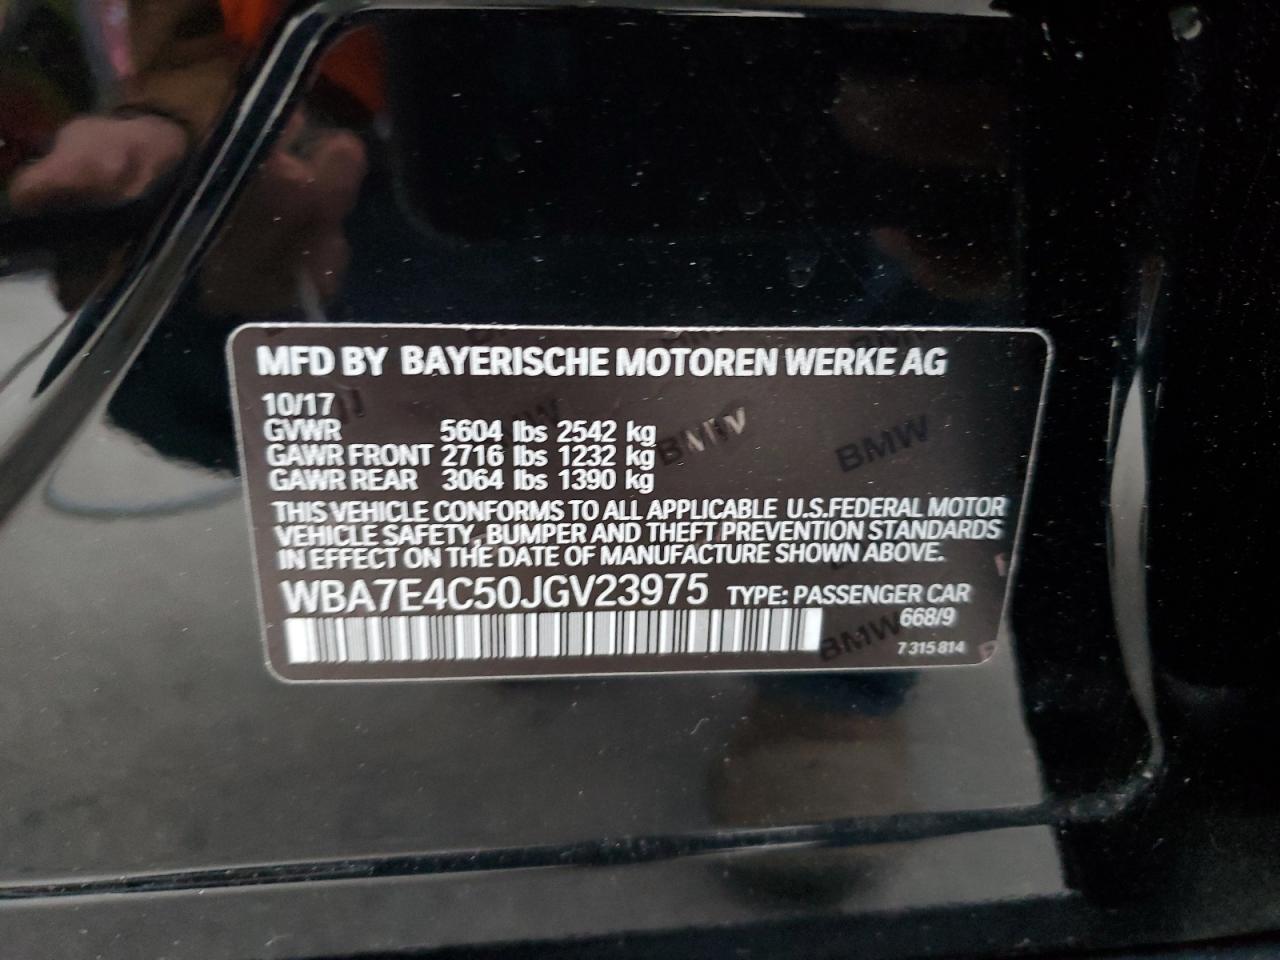 MFD BY BAYERISCHE MOTOREN WERKE AG
10/17
GVWR 5604 lbs 2542 kg
GAWR FRONT 2716 lbs 1232 kg
GAWR REAR 3064 lbs 1390 kg
BMW
BMW
BMW
THIS VEHICLE CONFORMS TO ALL APPLICABLE U.S.FEDERAL MOTOR
VEHICLE SAFETY, BUMPER AND THEFT PREVENTION STANDARDS
IN EFFECT ON THE DATE OF MANUFACTURE SHOWN ABOVE.
WBA7E4C50JGV23975 TYPE: PASSENGER CAR
668/9
BMW
7 315 814